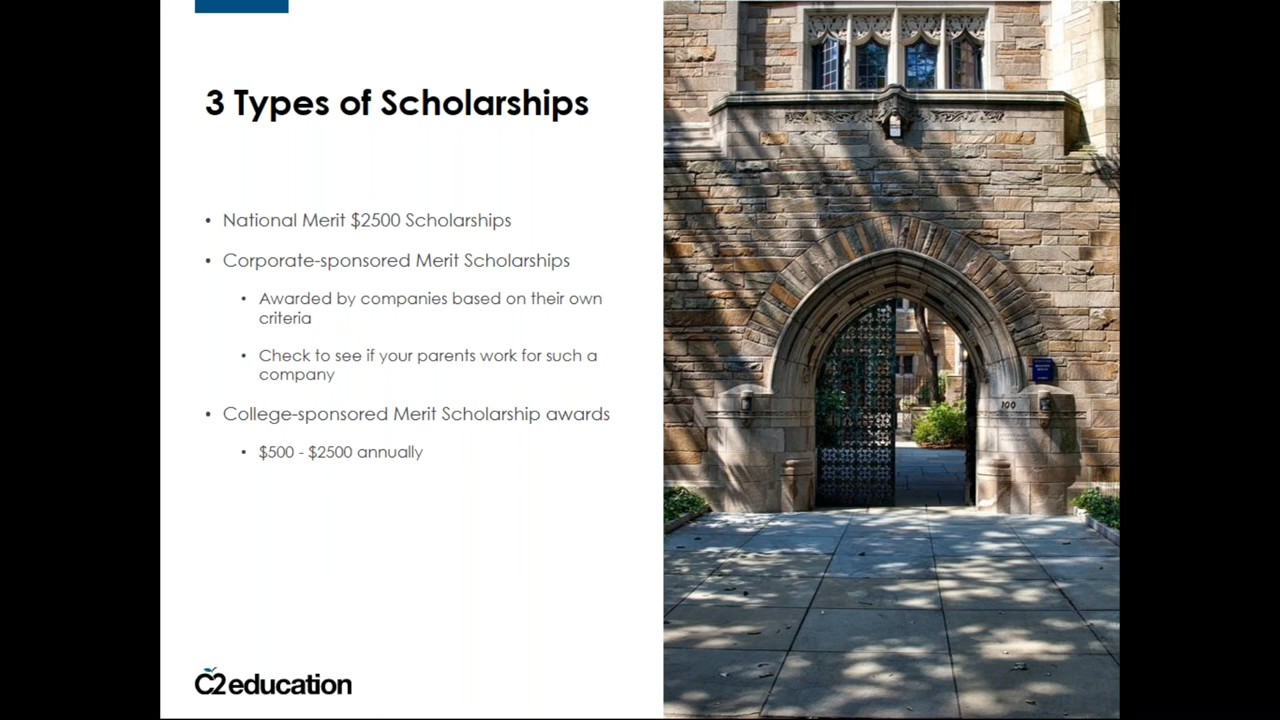 3 Types of Scholarships
• National Merit $2500 Scholarships
• Corporate-sponsored Merit Scholarships
• Awarded by companies based on their own
criteria
• Check to see if your parents work for such a
company
• College-sponsored Merit Scholarship awards
• $500 - $2500 annually
C2education
100